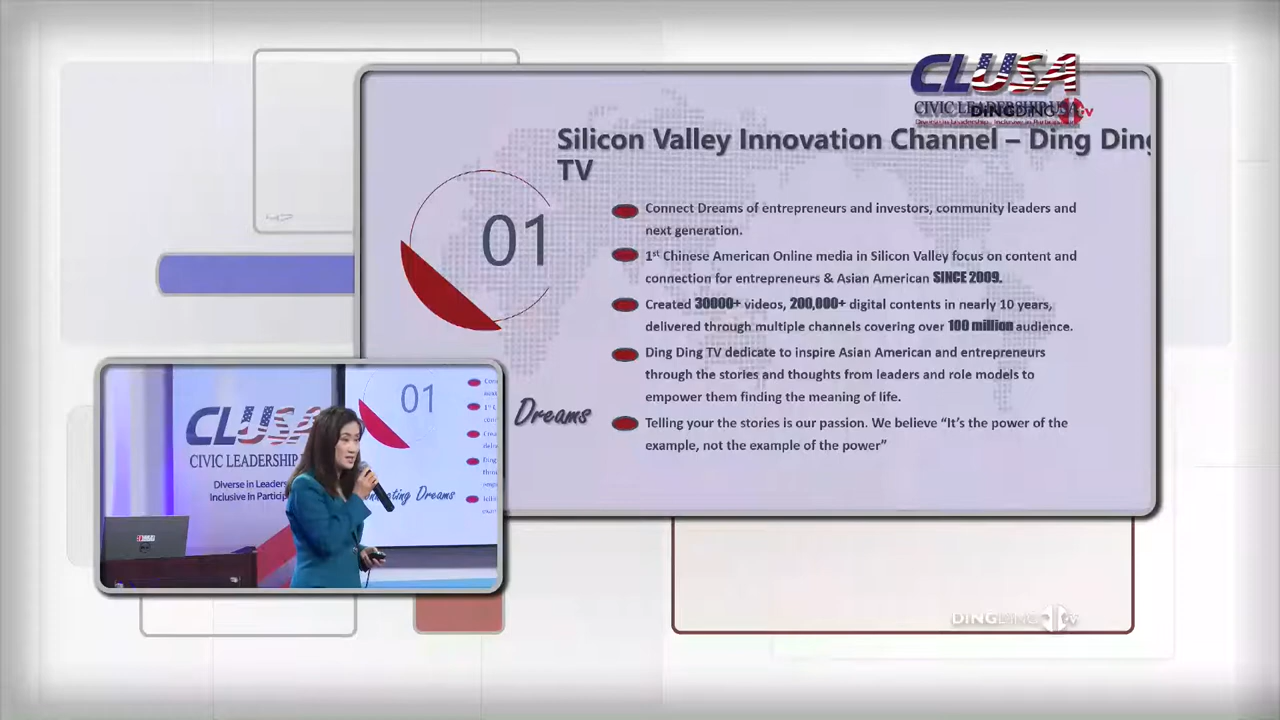 CLUSA
CIVIC LEADERSHIP USA
DINGDING TV
Silicon Valley Innovation Channel – Ding Ding
TV
01
Connect Dreams of entrepreneurs and investors, community leaders and
next generation.
1st Chinese American Online media in Silicon Valley focus on content and
connection for entrepreneurs & Asian American SINCE 2009.
Created 30000+ videos, 200,000+ digital contents in nearly 10 years,
delivered through multiple channels covering over 100 million audience.
Ding Ding TV dedicate to inspire Asian American and entrepreneurs
through the stories and thoughts from leaders and role models to
empower them finding the meaning of life.
Telling your the stories is our passion. We believe “It’s the power of the
example, not the example of the power”
Dreams
CLUSA
CIVIC LEADERSHIP
Diverse in Leaders
Inclusive in Particip
01
Dreams
DINGDING TV